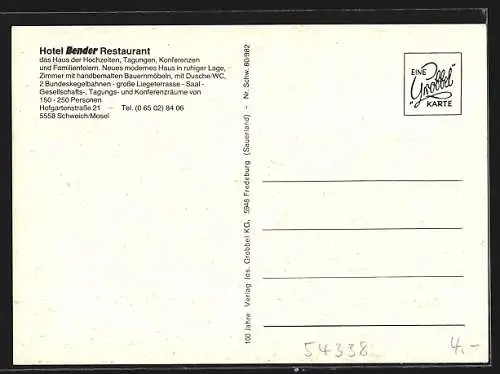 Hotel Bender Restaurant
das Haus der Hochzeiten, Tagungen, Konferenzen
und Familienfeiern. Neues modernes Haus in ruhiger Lage,
Zimmer mit handbemalten Bauernmöbeln, mit Dusche/WC,
2 Bundeskegelbahnen - große Liegeterrasse - Saal -
Gesellschafts-, Tagungs- und Konferenzräume von
150 - 250 Personen
Hofgartenstraße 21 — Tel. (0 65 02) 84 06
5558 Schweich/Mosel
100 Jahre Verlag Jos. Grobbel KG, 5948 Fredeburg (Sauerland) - Nr. Schw. 80/982
EINE
"Grobbel"
KARTE
54338
4.-